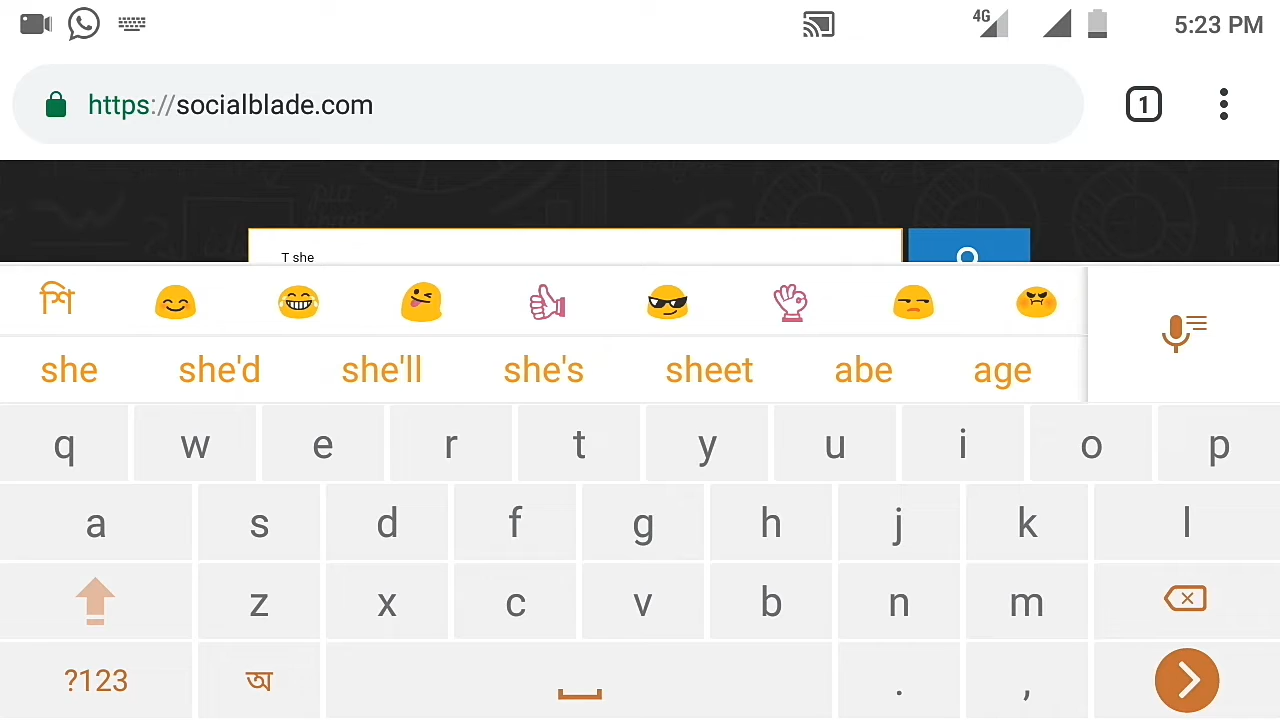 4G 5:23 PM
https://socialblade.com 1
T she
শি
she she'd she'll she's sheet abe age
q w e r t y u i o p
a s d f g h j k l
z x c v b n m
?123 অ . ,